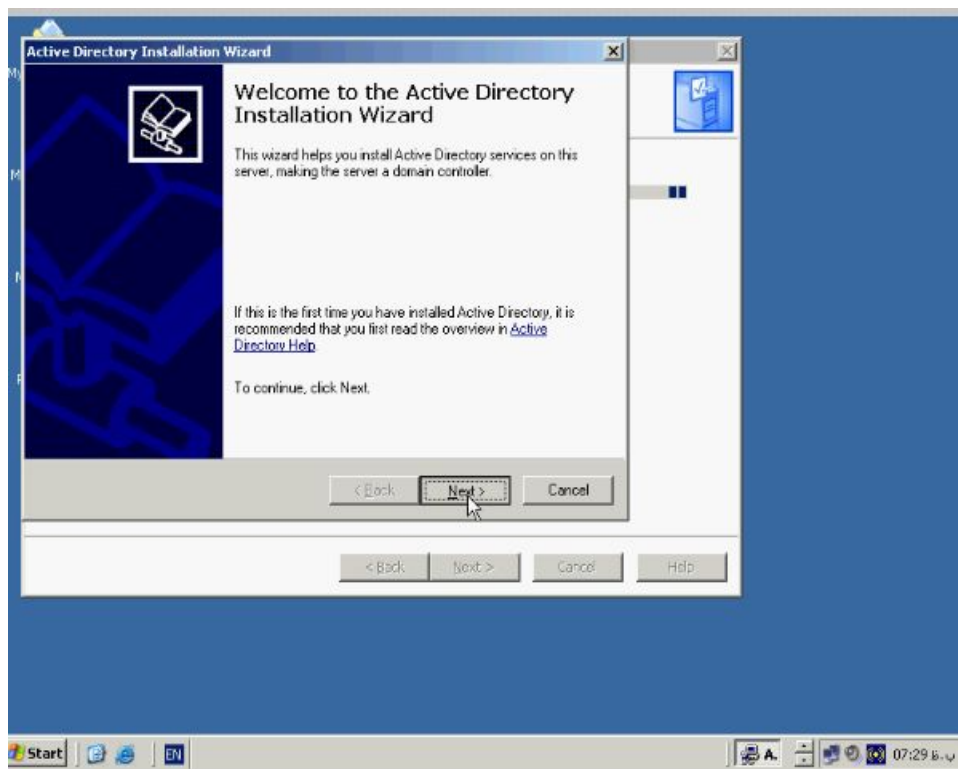 Active Directory Installation Wizard
Welcome to the Active Directory
Installation Wizard
This wizard helps you install Active Directory services on this
server, making the server a domain controller.
If this is the first time you have installed Active Directory, it is
recommended that you first read the overview in Active
Directory Help.
To continue, click Next.
< Back
Next >
Cancel
< Back
Next >
Cancel
Help
Start
EN
A.
07:29 ب.ظ